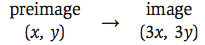 preimage → image
(x, y) (3x, 3y)